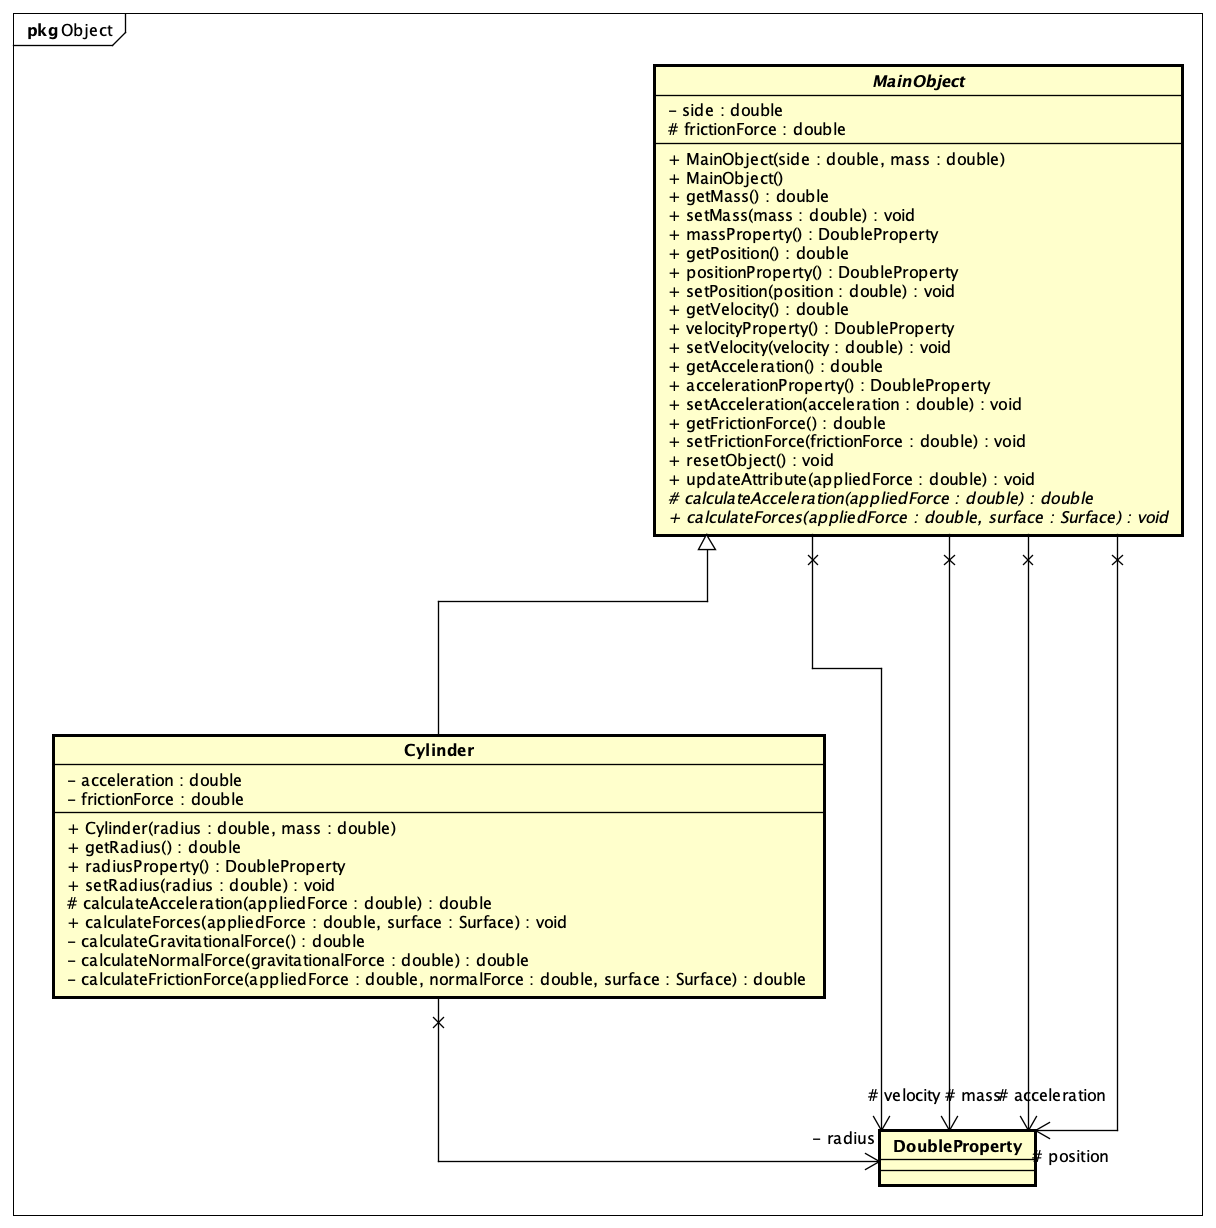 pkg Object
MainObject
- side : double
# frictionForce : double
+ MainObject(side : double, mass : double)
+ MainObject()
+ getMass() : double
+ setMass(mass : double) : void
+ massProperty() : DoubleProperty
+ getPosition() : double
+ positionProperty() : DoubleProperty
+ setPosition(position : double) : void
+ getVelocity() : double
+ velocityProperty() : DoubleProperty
+ setVelocity(velocity : double) : void
+ getAcceleration() : double
+ accelerationProperty() : DoubleProperty
+ setAcceleration(acceleration : double) : void
+ getFrictionForce() : double
+ setFrictionForce(frictionForce : double) : void
+ resetObject() : void
+ updateAttribute(appliedForce : double) : void
# calculateAcceleration(appliedForce : double) : double
+ calculateForces(appliedForce : double, surface : Surface) : void
Cylinder
- acceleration : double
- frictionForce : double
+ Cylinder(radius : double, mass : double)
+ getRadius() : double
+ radiusProperty() : DoubleProperty
+ setRadius(radius : double) : void
# calculateAcceleration(appliedForce : double) : double
+ calculateForces(appliedForce : double, surface : Surface) : void
- calculateGravitationalForce() : double
- calculateNormalForce(gravitationalForce : double) : double
- calculateFrictionForce(appliedForce : double, normalForce : double, surface : Surface) : double
# velocity # mass # acceleration
- radius
DoubleProperty
# position